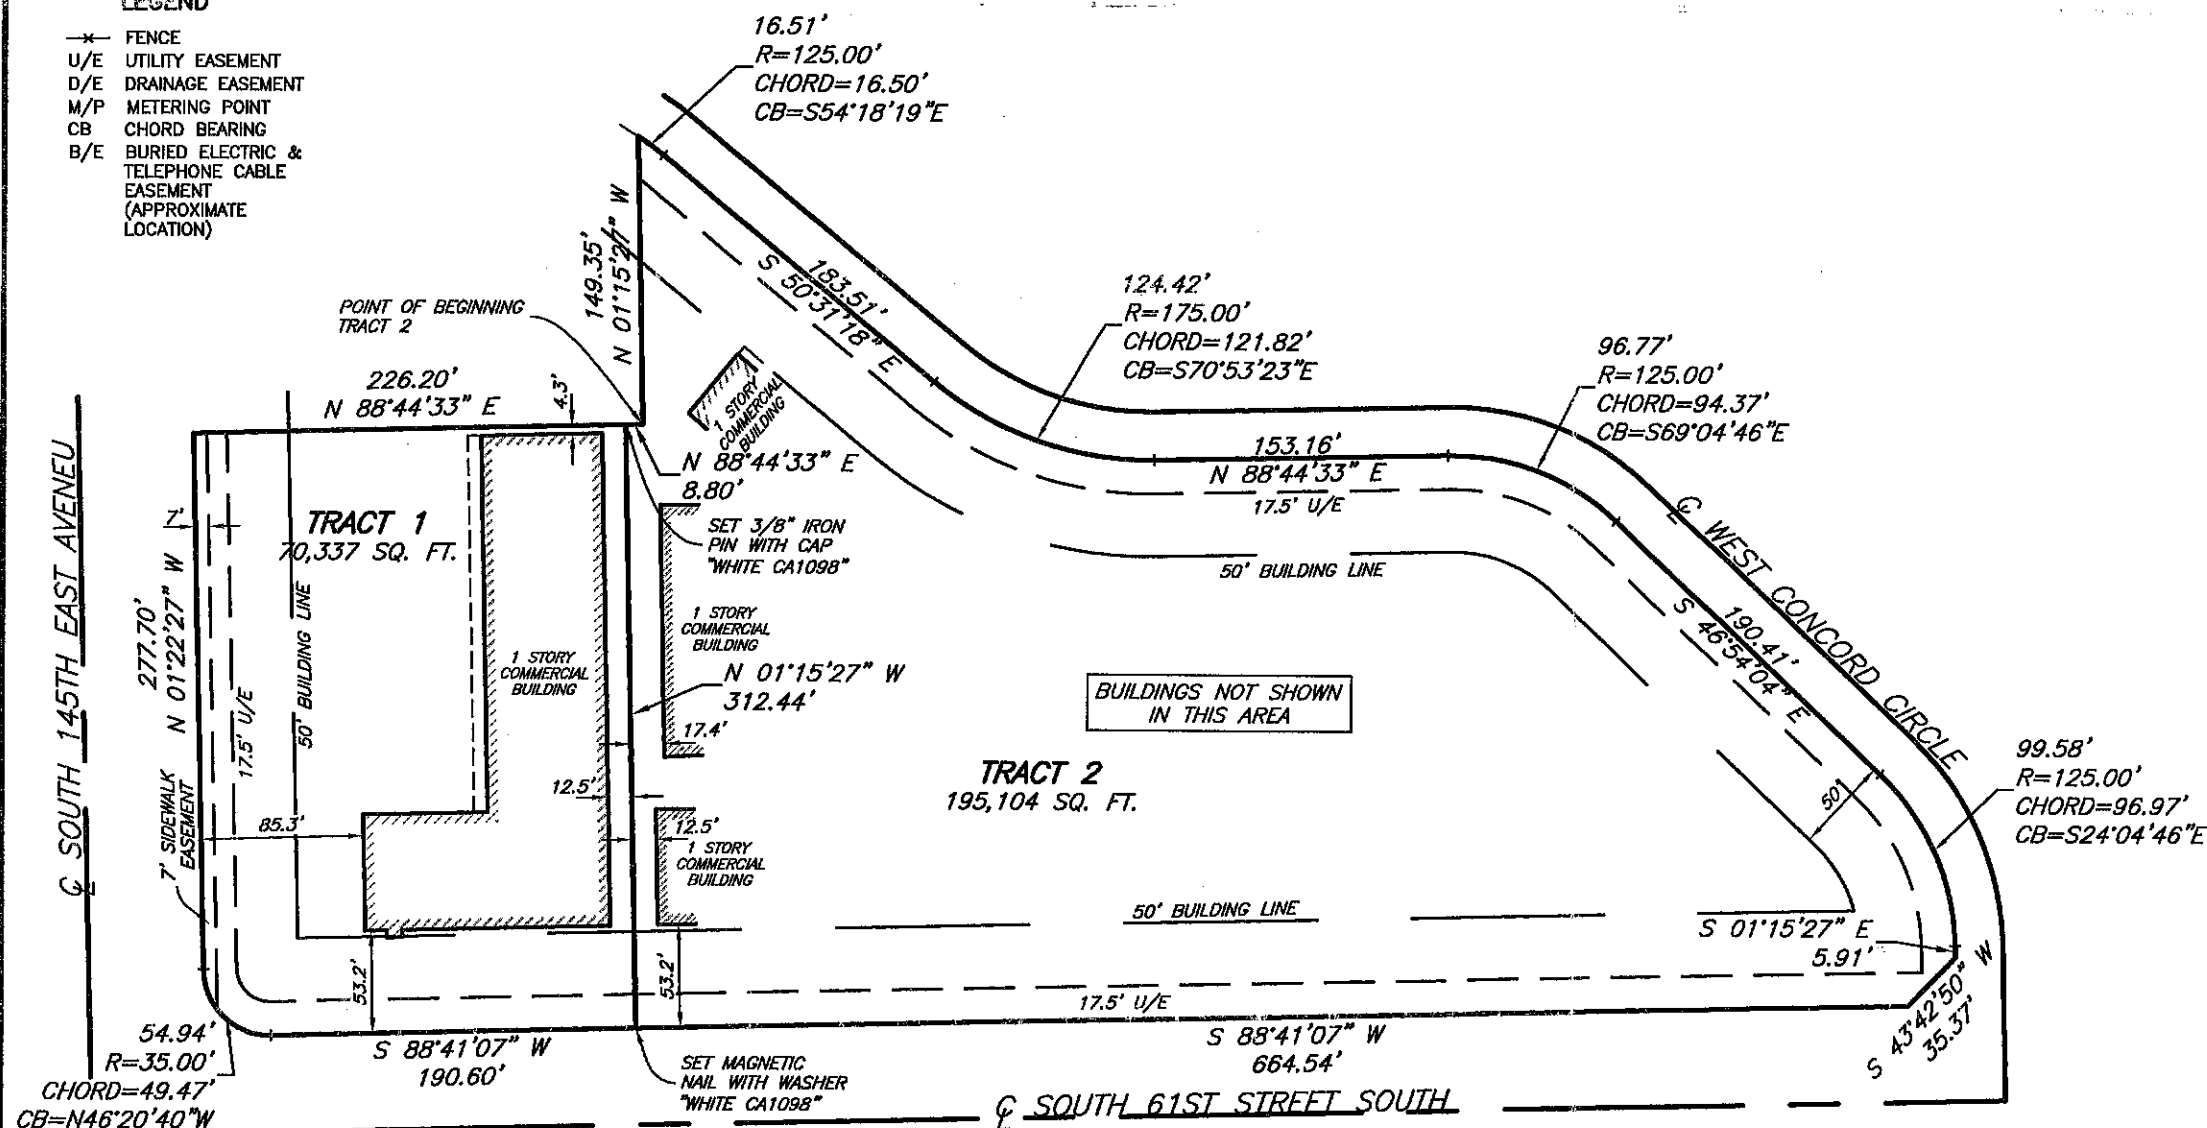 LEGEND
FENCE
U/E UTILITY EASEMENT
D/E DRAINAGE EASEMENT
M/P METERING POINT
CB CHORD BEARING
B/E BURIED ELECTRIC &
TELEPHONE CABLE
EASEMENT
(APPROXIMATE
LOCATION)
16.51'
R=125.00'
CHORD=16.50'
CB=S54°18'19"E
149.35'
N 01°15'27" W
183.51'
S 50°31'18" E
POINT OF BEGINNING
TRACT 2
226.20'
N 88°44'33" E
4.3'
1 STORY
COMMERCIAL
BUILDING
124.42'
R=175.00'
CHORD=121.82'
CB=S70°53'23"E
96.77'
R=125.00'
CHORD=94.37'
CB=S69°04'46"E
153.16'
N 88°44'33" E
17.5' U/E
50' BUILDING LINE
N 88°44'33" E
8.80'
SET 3/8" IRON
PIN WITH CAP
"WHITE CA1098"
TRACT 1
70,337 SQ. FT.
7'
℄ SOUTH 145TH EAST AVENEU
277.70'
N 01°22'27" W
17.5' U/E
50' BUILDING LINE
7' SIDEWALK
EASEMENT
85.3'
1 STORY
COMMERCIAL
BUILDING
1 STORY
COMMERCIAL
BUILDING
N 01°15'27" W
312.44'
17.4'
12.5'
12.5'
1 STORY
COMMERCIAL
BUILDING
BUILDINGS NOT SHOWN
IN THIS AREA
TRACT 2
195,104 SQ. FT.
℄ WEST CONCORD CIRCLE
190.41'
S 46°54'04" E
50'
99.58'
R=125.00'
CHORD=96.97'
CB=S24°04'46"E
50' BUILDING LINE
S 01°15'27" E
5.91'
S 43°42'50" W
35.37'
53.2'
53.2'
17.5' U/E
54.94'
R=35.00'
CHORD=49.47'
CB=N46°20'40"W
S 88°41'07" W
190.60'
SET MAGNETIC
NAIL WITH WASHER
"WHITE CA1098"
S 88°41'07" W
664.54'
℄ SOUTH 61ST STREET SOUTH